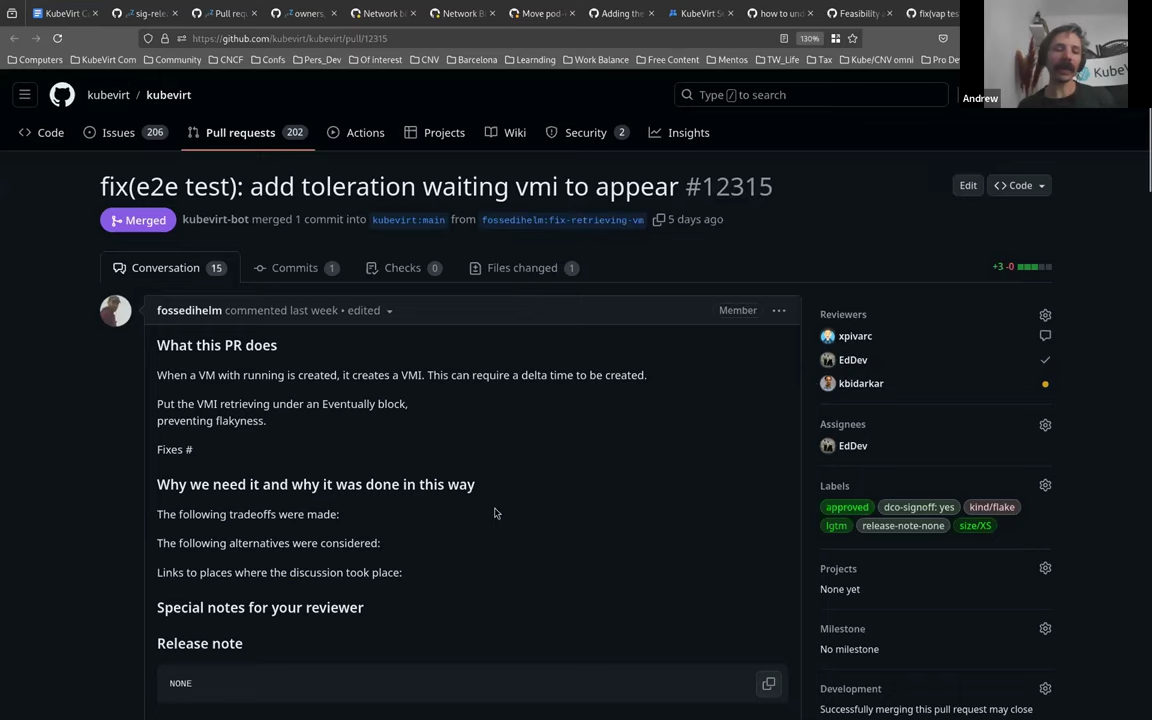 KubeVirt Co
sig-rele
Pull requ
owners,
Network bi
Network B
Move pod-
Adding the
KubeVirt S
how to und
Feasibility a
fix(vap tes
https://github.com/kubevirt/kubevirt/pull/12315
130%
Computers
KubeVirt Com
Community
CNCF
Confs
Pers_Dev
Of interest
CNV
Barcelona
Learnding
Work Balance
Free Content
Mentos
TW_Life
Tax
Kube/CNV omni
Pro De
Andrew
KubeV
kubevirt / kubevirt
Type / to search
Code
Issues 206
Pull requests 202
Actions
Projects
Wiki
Security 2
Insights
fix(e2e test): add toleration waiting vmi to appear #12315
Edit
Code
Merged
kubevirt-bot merged 1 commit into kubevirt:main from fossedihelm:fix-retrieving-vm 5 days ago
Conversation 15
Commits 1
Checks 0
Files changed 1
+3 -0
fossedihelm commented last week • edited
Member
What this PR does
When a VM with running is created, it creates a VMI. This can require a delta time to be created.
Put the VMI retrieving under an Eventually block,
preventing flakyness.
Fixes #
Why we need it and why it was done in this way
The following tradeoffs were made:
The following alternatives were considered:
Links to places where the discussion took place:
Special notes for your reviewer
Release note
NONE
Reviewers
xpivarc
EdDev
kbidarkar
Assignees
EdDev
Labels
approved
dco-signoff: yes
kind/flake
lgtm
release-note-none
size/XS
Projects
None yet
Milestone
No milestone
Development
Successfully merging this pull request may close